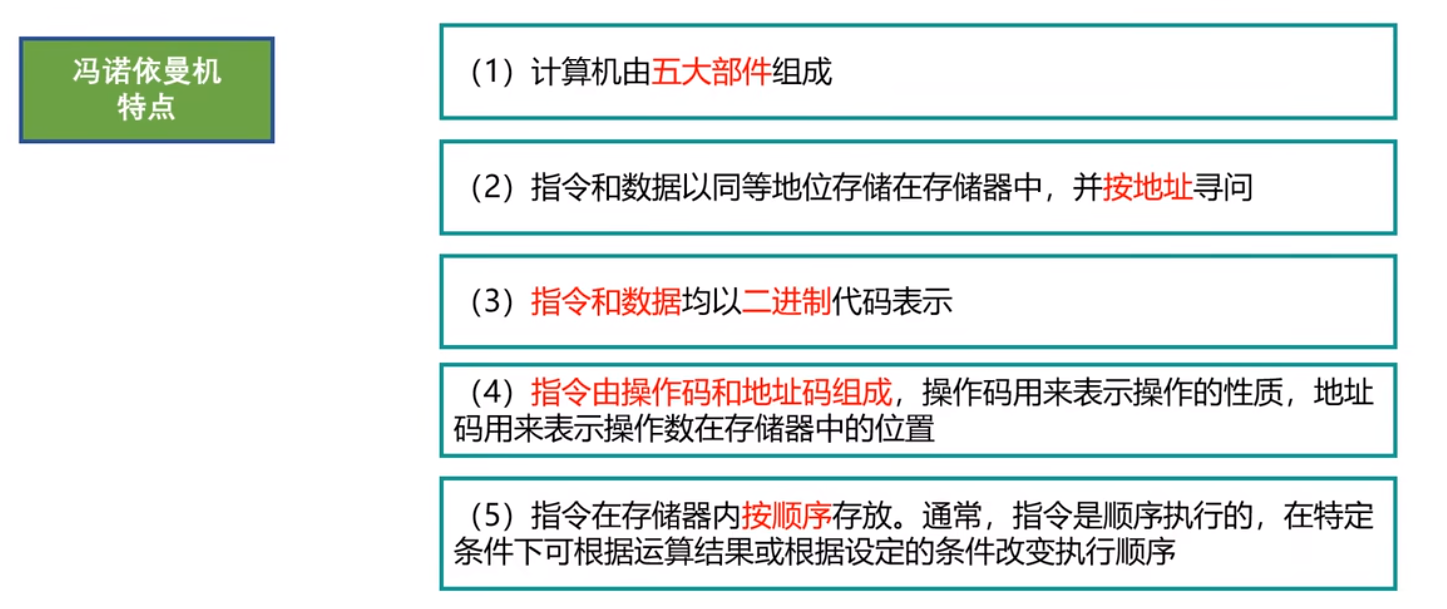 冯诺依曼机
特点
（1）计算机由五大部件组成
（2）指令和数据以同等地位存储在存储器中，并按地址寻问
（3）指令和数据均以二进制代码表示
（4）指令由操作码和地址码组成，操作码用来表示操作的性质，地址
码用来表示操作数在存储器中的位置
（5）指令在存储器内按顺序存放。通常，指令是顺序执行的，在特定
条件下可根据运算结果或根据设定的条件改变执行顺序